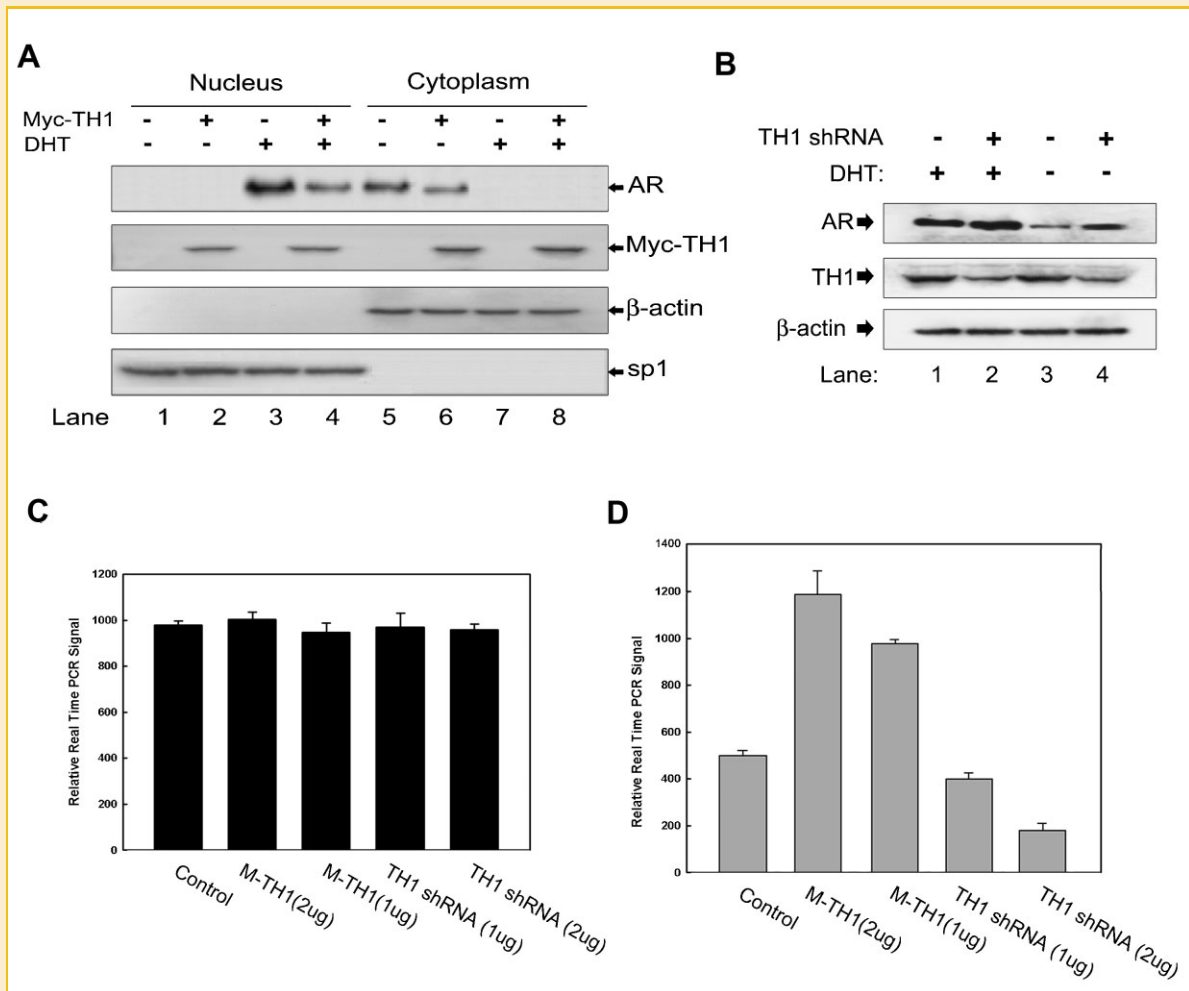 A
Nucleus Cytoplasm
Myc-TH1 - + - + - + - +
DHT - - + + - - + +
AR
Myc-TH1
β-actin
sp1
Lane 1 2 3 4 5 6 7 8
B
TH1 shRNA - + - +
DHT: + + - -
AR
TH1
β-actin
Lane: 1 2 3 4
C
Relative Real Time PCR Signal
1200
1000
800
600
400
200
0
Control
M-TH1(2ug)
M-TH1(1ug)
TH1 shRNA (1ug)
TH1 shRNA (2ug)
D
Relative Real Time PCR Signal
1400
1200
1000
800
600
400
200
0
Control
M-TH1(2ug)
M-TH1(1ug)
TH1 shRNA (1ug)
TH1 shRNA (2ug)